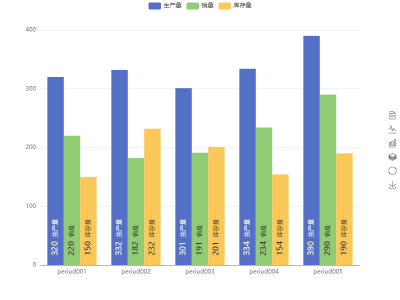 生产量 销量 库存量
400
300
200
100
0
320 生产量 220 销量 150 库存量
332 生产量 182 销量 232 库存量
301 生产量 191 销量 201 库存量
334 生产量 234 销量 154 库存量
390 生产量 290 销量 190 库存量
period001 period002 period003 period004 period005